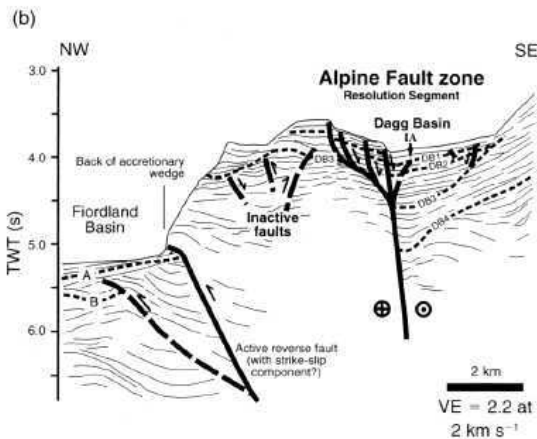 (b)
NW
SE
3.0
4.0
5.0
6.0
TWT (s)
Alpine Fault zone
Resolution Segment
Dagg Basin
IA
DB3
DB1
DB2
DB3
DB4
Back of accretionary
wedge
Fiordland
Basin
Inactive
faults
A
B
Active reverse fault
(with strike-slip
component?)
2 km
VE = 2.2 at
2 km s⁻¹